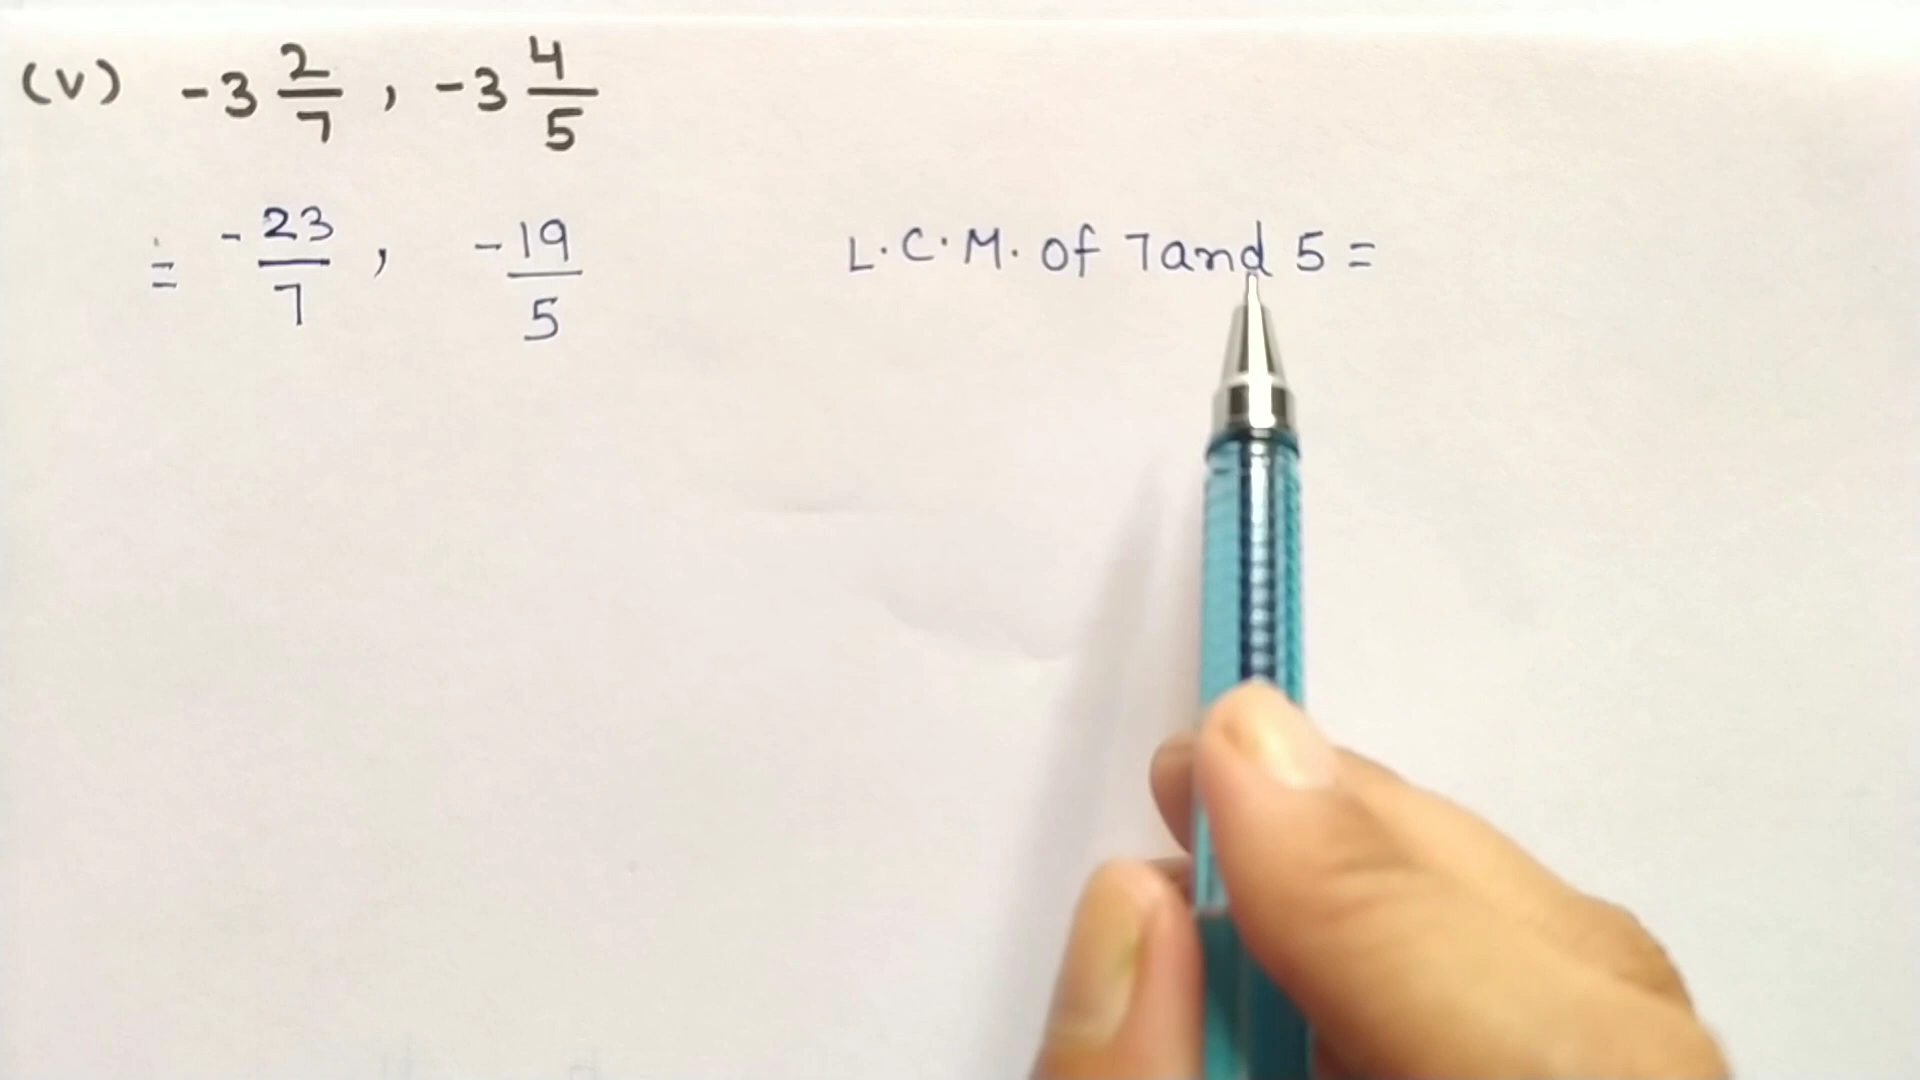 (v) -3 2/7 , -3 4/5
= -23/7 , -19/5 L.C.M. of 7 and 5 =